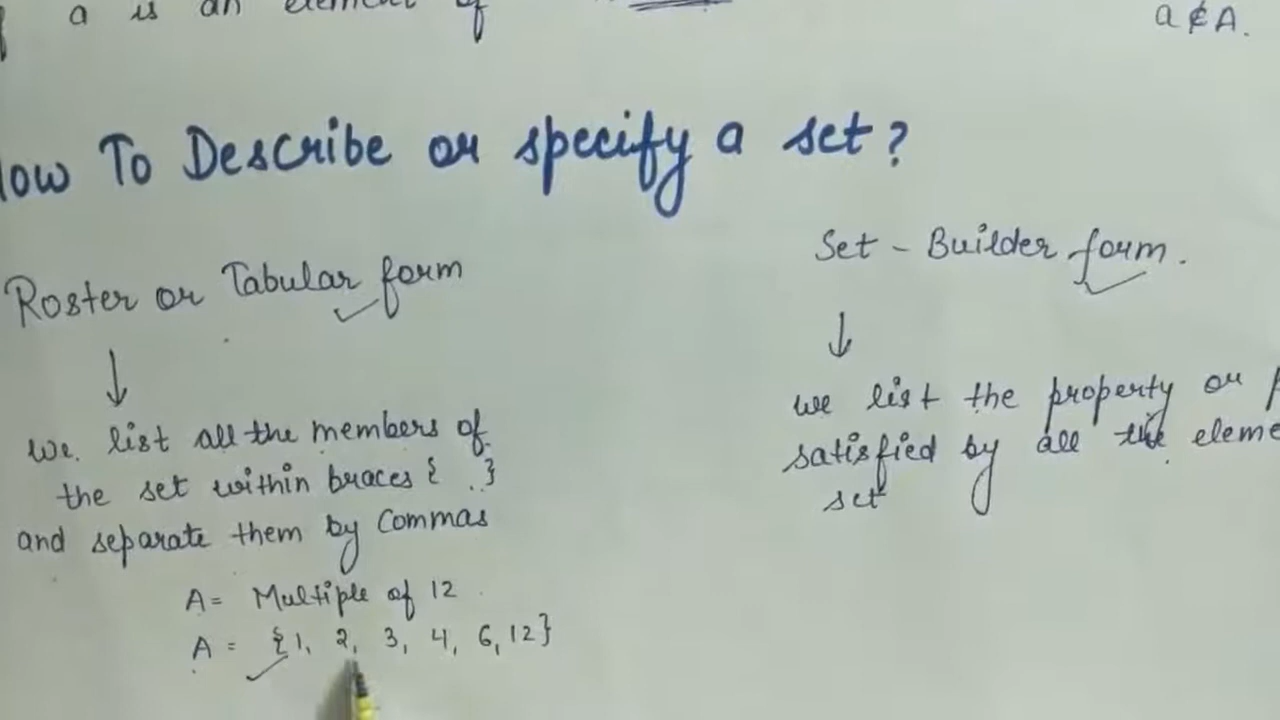 a is an element of
a ∉ A.
How To Describe or specify a set?
Roster or Tabular form
↓
we list all the members of
the set within braces { ..}
and separate them by Commas
A = Multiple of 12
A = {1, 2, 3, 4, 6, 12}
Set - Builder form.
↓
we list the property or
satisfied by all the eleme
set